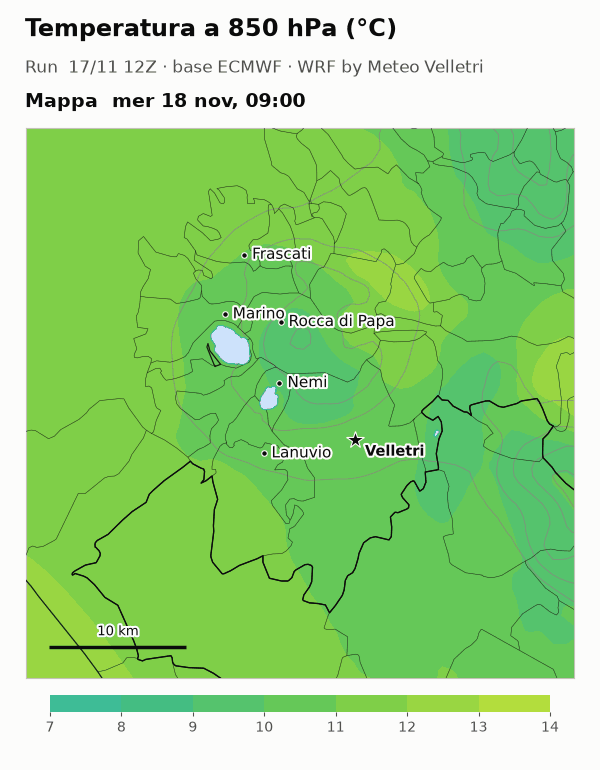 Temperatura a 850 hPa (°C)
Run  17/11 12Z · base ECMWF · WRF by Meteo Velletri
Mappa  mer 18 nov, 09:00
Frascati
Marino
Rocca di Papa
Nemi
Velletri
Lanuvio
10 km
7 8 9 10 11 12 13 14